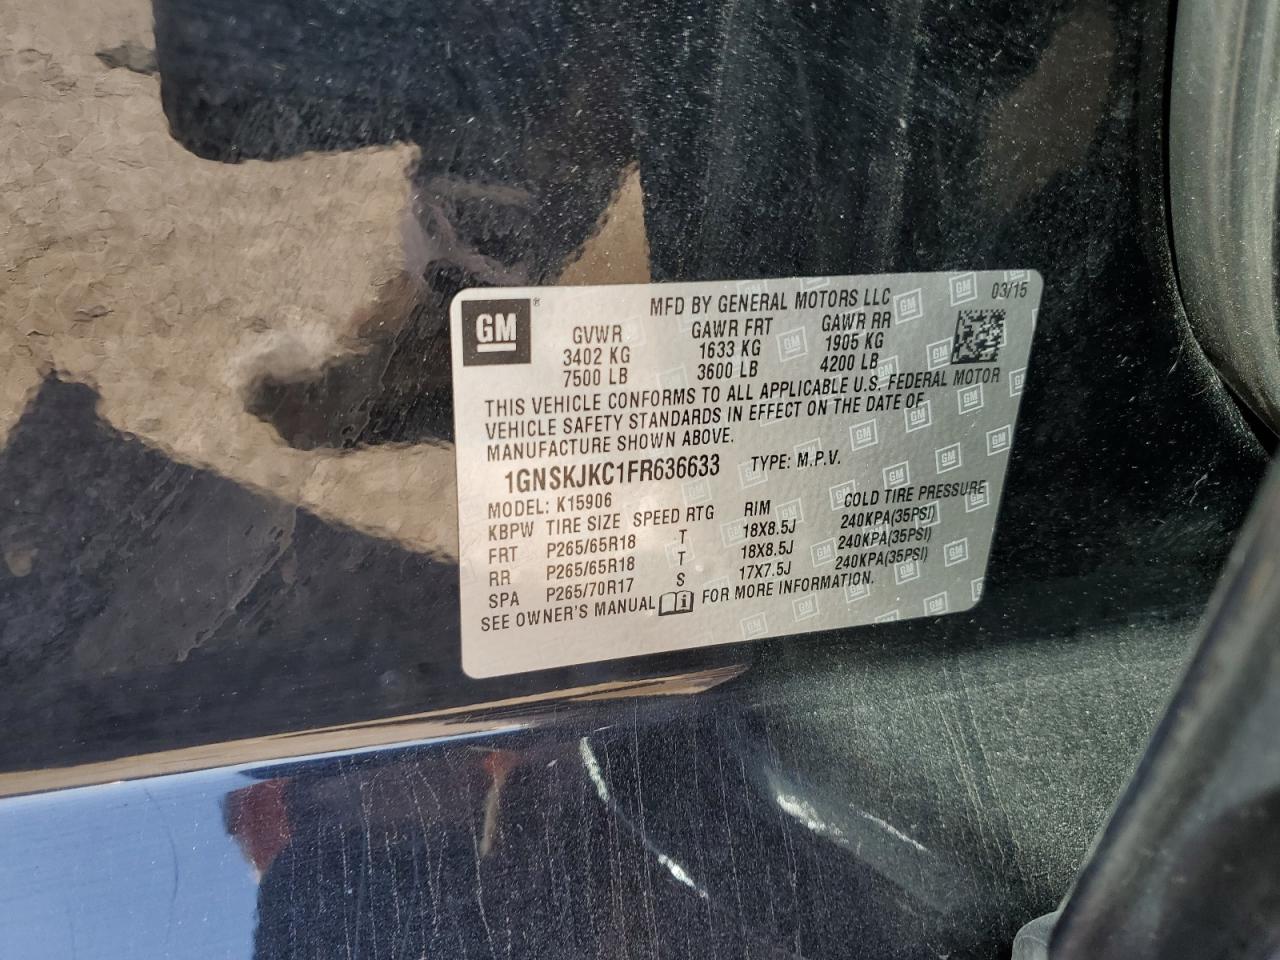 GM® MFD BY GENERAL MOTORS LLC 03/15
GVWR GAWR FRT GAWR RR
3402 KG 1633 KG 1905 KG
7500 LB 3600 LB 4200 LB
THIS VEHICLE CONFORMS TO ALL APPLICABLE U.S. FEDERAL MOTOR
VEHICLE SAFETY STANDARDS IN EFFECT ON THE DATE OF
MANUFACTURE SHOWN ABOVE.
1GNSKJKC1FR636633 TYPE: M.P.V.
MODEL: K15906
KBPW TIRE SIZE SPEED RTG RIM COLD TIRE PRESSURE
FRT P265/65R18 T 18X8.5J 240KPA(35PSI)
RR P265/65R18 T 18X8.5J 240KPA(35PSI)
SPA P265/70R17 S 17X7.5J 240KPA(35PSI)
SEE OWNER'S MANUAL FOR MORE INFORMATION.